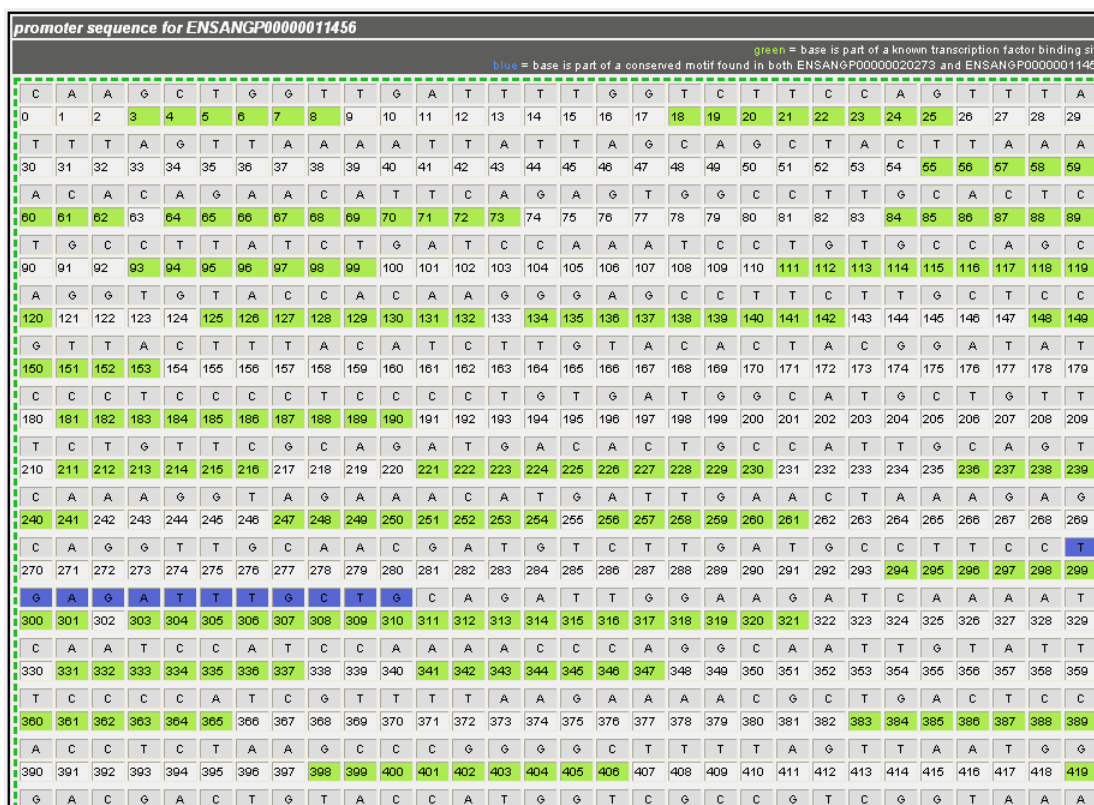 promoter sequence for ENSANGP00000011456
green = base is part of a known transcription factor binding si
blue = base is part of a conserved motif found in both ENSANGP00000020273 and ENSANGP0000001145
C A A G C T G G T T G A T T T T G G T C T T C C A G T T T A
0 1 2 3 4 5 6 7 8 9 10 11 12 13 14 15 16 17 18 19 20 21 22 23 24 25 26 27 28 29
T T T A G T T A A A A T T A T T A G C A G C T A C T T A A A
30 31 32 33 34 35 36 37 38 39 40 41 42 43 44 45 46 47 48 49 50 51 52 53 54 55 56 57 58 59
A C A C A G A A C A T T C A G A G T G G C C T T G C A C T C
60 61 62 63 64 65 66 67 68 69 70 71 72 73 74 75 76 77 78 79 80 81 82 83 84 85 86 87 88 89
T G C C T T A T C T G A T C C A A A T C C T G T G C C A G C
90 91 92 93 94 95 96 97 98 99 100 101 102 103 104 105 106 107 108 109 110 111 112 113 114 115 116 117 118 119
A G G T G T A C C A C A A G G G A G C C T T C T T G C T C C
120 121 122 123 124 125 126 127 128 129 130 131 132 133 134 135 136 137 138 139 140 141 142 143 144 145 146 147 148 149
G T T A C T T T A C A T C T T G T A C A C T A C G G A T A T
150 151 152 153 154 155 156 157 158 159 160 161 162 163 164 165 166 167 168 169 170 171 172 173 174 175 176 177 178 179
C C C T C C C C T C C C C T G T G A T G G C A T G C T G T T
180 181 182 183 184 185 186 187 188 189 190 191 192 193 194 195 196 197 198 199 200 201 202 203 204 205 206 207 208 209
T C T G T T C G C A G A T G A C A C T G C C A T T G C A G T
210 211 212 213 214 215 216 217 218 219 220 221 222 223 224 225 226 227 228 229 230 231 232 233 234 235 236 237 238 239
C A A A G G T A G A A A C A T G A T T G A A C T A A A G A G
240 241 242 243 244 245 246 247 248 249 250 251 252 253 254 255 256 257 258 259 260 261 262 263 264 265 266 267 268 269
C A G G T T G C A A C G A T G T C T T G A T G C C T T C C T
270 271 272 273 274 275 276 277 278 279 280 281 282 283 284 285 286 287 288 289 290 291 292 293 294 295 296 297 298 299
G A G A T T T G C T G C A G A T T G G A A G A T C A A A A T
300 301 302 303 304 305 306 307 308 309 310 311 312 313 314 315 316 317 318 319 320 321 322 323 324 325 326 327 328 329
C A A T C C A T C C A A A A C C C A G G C A A T T G T A T T
330 331 332 333 334 335 336 337 338 339 340 341 342 343 344 345 346 347 348 349 350 351 352 353 354 355 356 357 358 359
T C C C C A T C G T T T T A A G A A A A C G C T G A C T C C
360 361 362 363 364 365 366 367 368 369 370 371 372 373 374 375 376 377 378 379 380 381 382 383 384 385 386 387 388 389
A C C T C T A A G C C C G G G G C T T T T A G T T A A T G G
390 391 392 393 394 395 396 397 398 399 400 401 402 403 404 405 406 407 408 409 410 411 412 413 414 415 416 417 418 419
G A C G A C T G T A C C A T G G T C G C C G T C G G T A A A